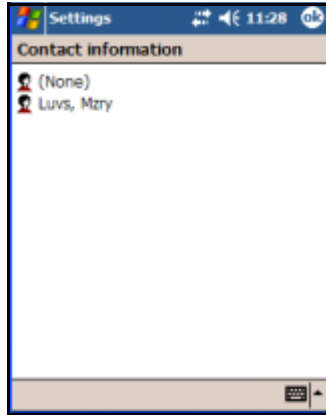 Settings 11:28 ok
Contact information
(None)
Luvs, Mzry